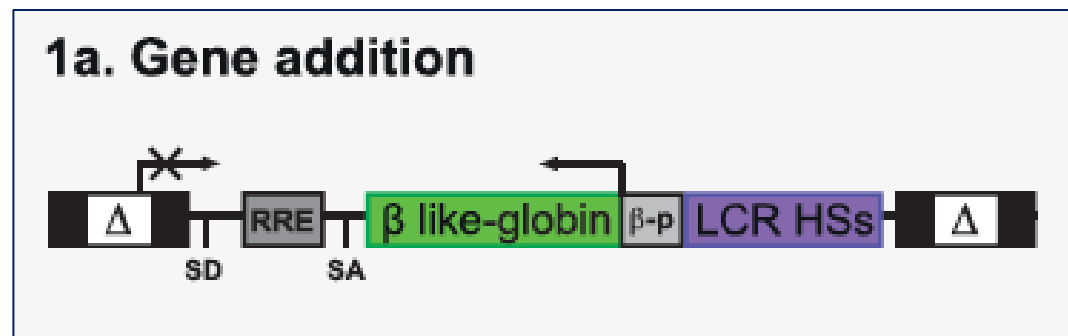 1a. Gene addition
Δ RRE β like-globin β-p LCR HSs Δ
SD SA